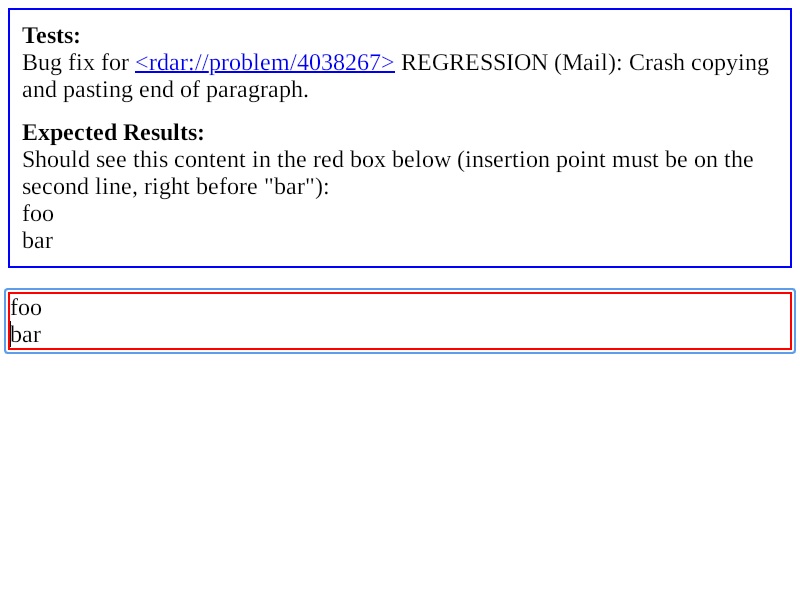 Tests:
Bug fix for <rdar://problem/4038267> REGRESSION (Mail): Crash copying
and pasting end of paragraph.
Expected Results:
Should see this content in the red box below (insertion point must be on the
second line, right before "bar"):
foo
bar
foo
bar